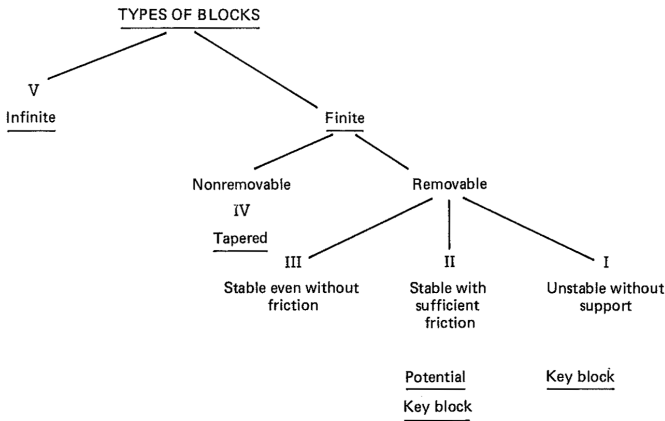 TYPES OF BLOCKS
V
Infinite
Finite
Nonremovable
IV
Tapered
Removable
III
Stable even without
friction
II
Stable with
sufficient
friction
Potential
Key block
I
Unstable without
support
Key block